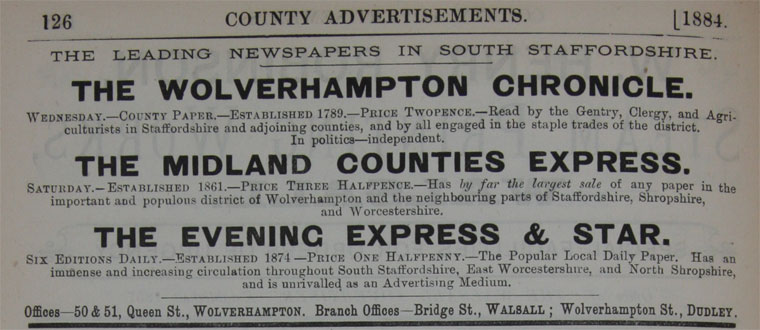 126 COUNTY ADVERTISEMENTS. [1884.
THE LEADING NEWSPAPERS IN SOUTH STAFFORDSHIRE.
THE WOLVERHAMPTON CHRONICLE.
WEDNESDAY.—COUNTY PAPER.—ESTABLISHED 1789.—PRICE TWOPENCE.—Read by the Gentry, Clergy, and Agri-
culturists in Staffordshire and adjoining counties, and by all engaged in the staple trades of the district.
In politics—independent.
THE MIDLAND COUNTIES EXPRESS.
SATURDAY.—ESTABLISHED 1861.—PRICE THREE HALFPENCE.—Has by far the largest sale of any paper in the
important and populous district of Wolverhampton and the neighbouring parts of Staffordshire, Shropshire,
and Worcestershire.
THE EVENING EXPRESS & STAR.
SIX EDITIONS DAILY.—ESTABLISHED 1874—PRICE ONE HALFPENNY.—The Popular Local Daily Paper. Has an
immense and increasing circulation throughout South Staffordshire, East Worcestershire, and North Shropshire,
and is unrivalled as an Advertising Medium.
Offices—50 & 51, Queen St., WOLVERHAMPTON. Branch Offices—Bridge St., WALSALL; Wolverhampton St., DUDLEY.